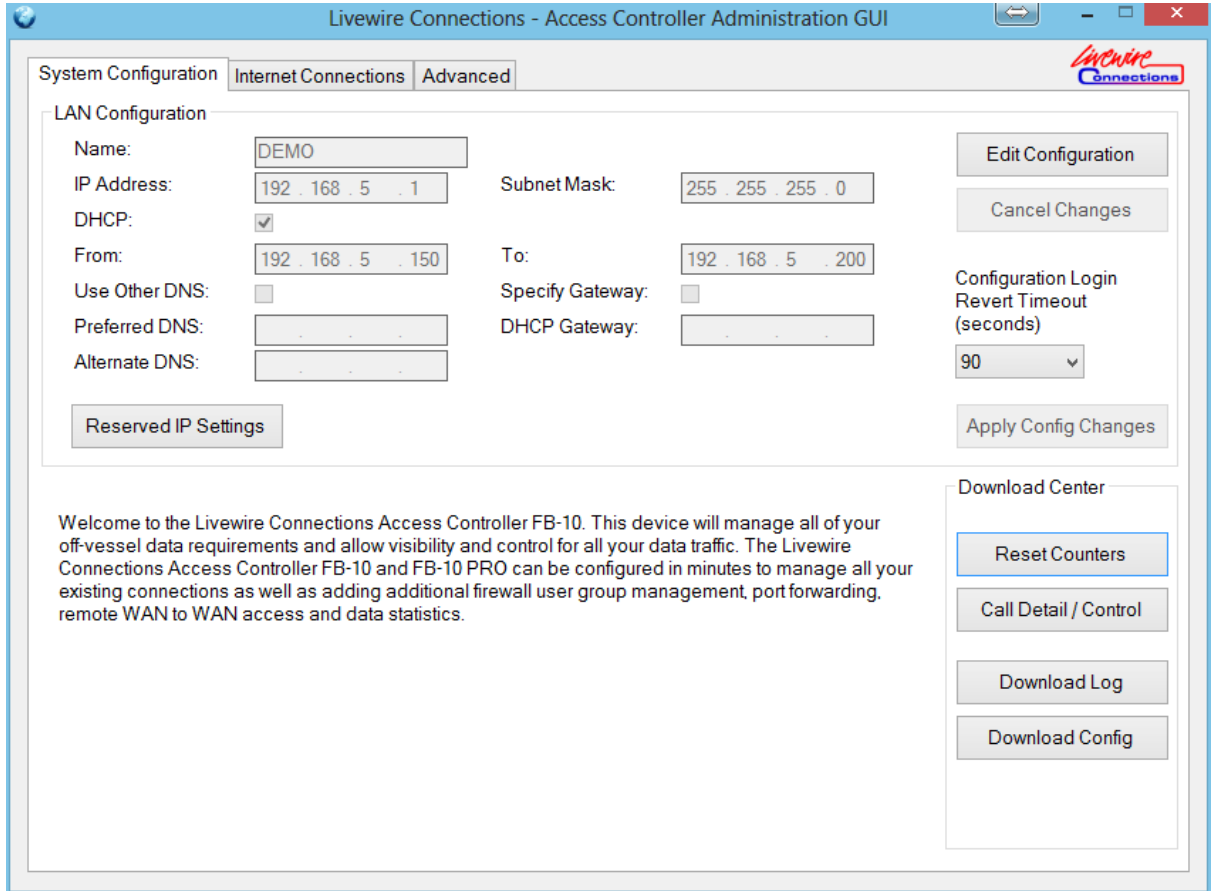 Livewire Connections - Access Controller Administration GUI
System Configuration Internet Connections Advanced
Livewire
Connections
LAN Configuration
Name: DEMO
Edit Configuration
IP Address: 192 . 168 . 5 . 1 Subnet Mask: 255 . 255 . 255 . 0
Cancel Changes
DHCP:
From: 192 . 168 . 5 . 150 To: 192 . 168 . 5 . 200
Use Other DNS: Specify Gateway:
Configuration Login
Revert Timeout
(seconds)
Preferred DNS: . . . DHCP Gateway: . . .
Alternate DNS: . . .
90
Reserved IP Settings
Apply Config Changes
Welcome to the Livewire Connections Access Controller FB-10. This device will manage all of your
off-vessel data requirements and allow visibility and control for all your data traffic. The Livewire
Connections Access Controller FB-10 and FB-10 PRO can be configured in minutes to manage all your
existing connections as well as adding additional firewall user group management, port forwarding,
remote WAN to WAN access and data statistics.
Download Center
Reset Counters
Call Detail / Control
Download Log
Download Config